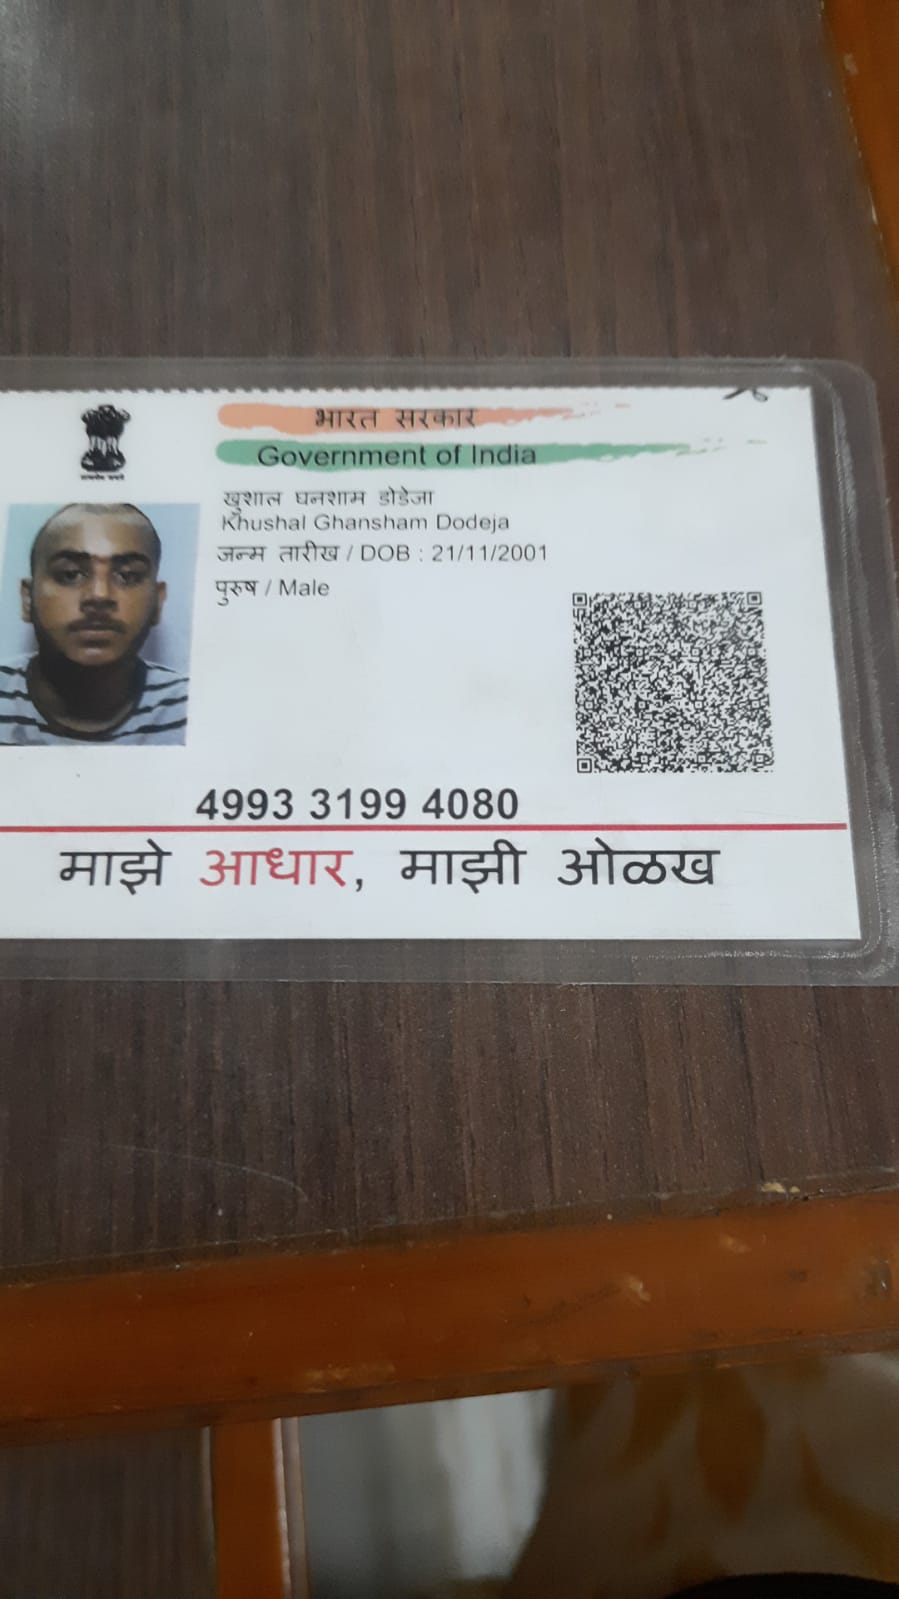 भारत सरकार
Government of India
खुशाल घनशाम डोडेजा
Khushal Ghansham Dodeja
जन्म तारीख / DOB : 21/11/2001
पुरुष / Male
4993 3199 4080
माझे आधार, माझी ओळख